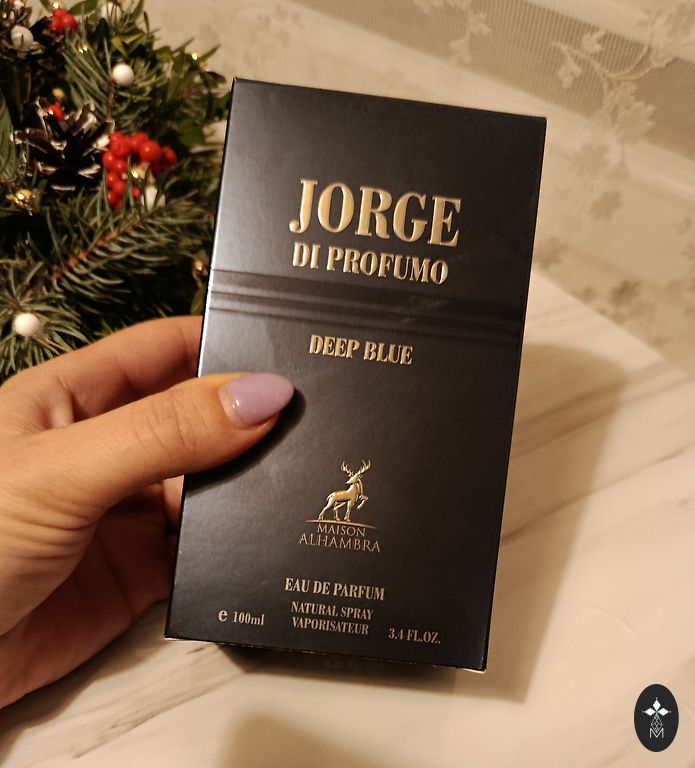 JORGE
DI PROFUMO
DEEP BLUE
MAISON
ALHAMBRA
EAU DE PARFUM
NATURAL SPRAY
VAPORISATEUR
e 100ml
3.4 FL.OZ.
M